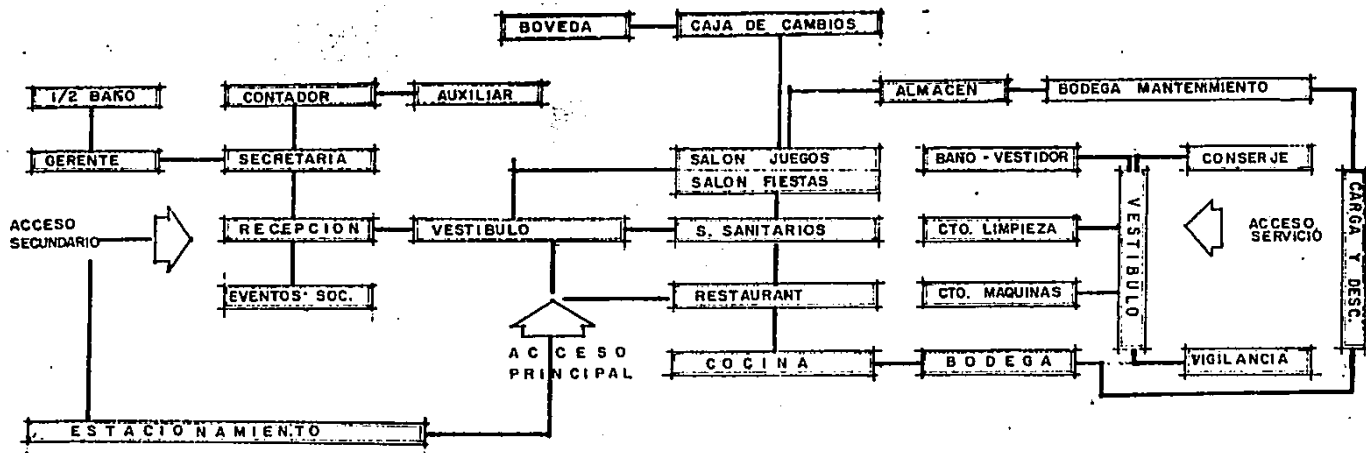 BOVEDA
CAJA DE CAMBIOS
1/2 BAÑO
CONTADOR
AUXILIAR
ALMACEN
BODEGA MANTENIMIENTO
GERENTE
SECRETARIA
SALON JUEGOS
SALON FIESTAS
BAÑO - VESTIDOR
CONSERJE
ACCESO
SECUNDARIO
RECEPCION
VESTIBULO
S. SANITARIOS
CTO. LIMPIEZA
VESTIBULO
ACCESO
SERVICIÓ
CARGA Y DESC.
EVENTOS SOC.
RESTAURANT
CTO. MAQUINAS
ACCESO
PRINCIPAL
COCINA
BODEGA
VIGILANCIA
ESTACIONAMIENTO